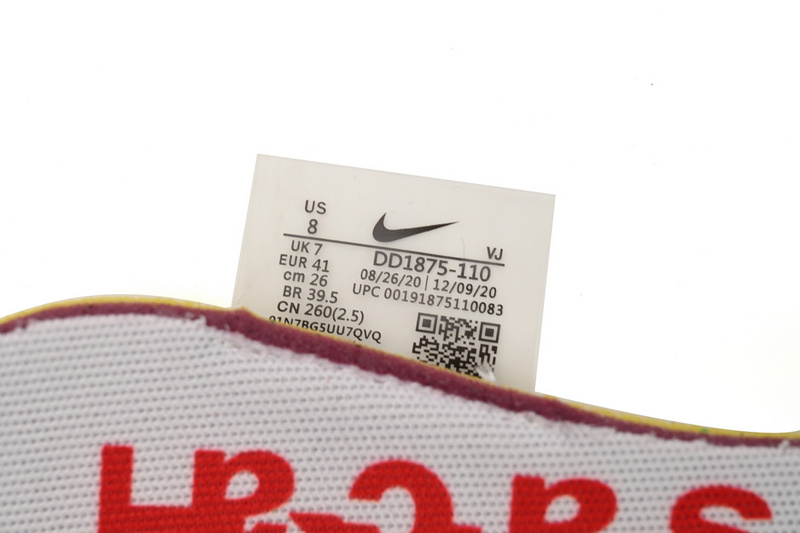 US
8
VJ
UK 7
DD1875-110
EUR 41
08/26/20 | 12/09/20
cm 26
UPC 00191875110083
BR 39.5
CN 260(2.5)